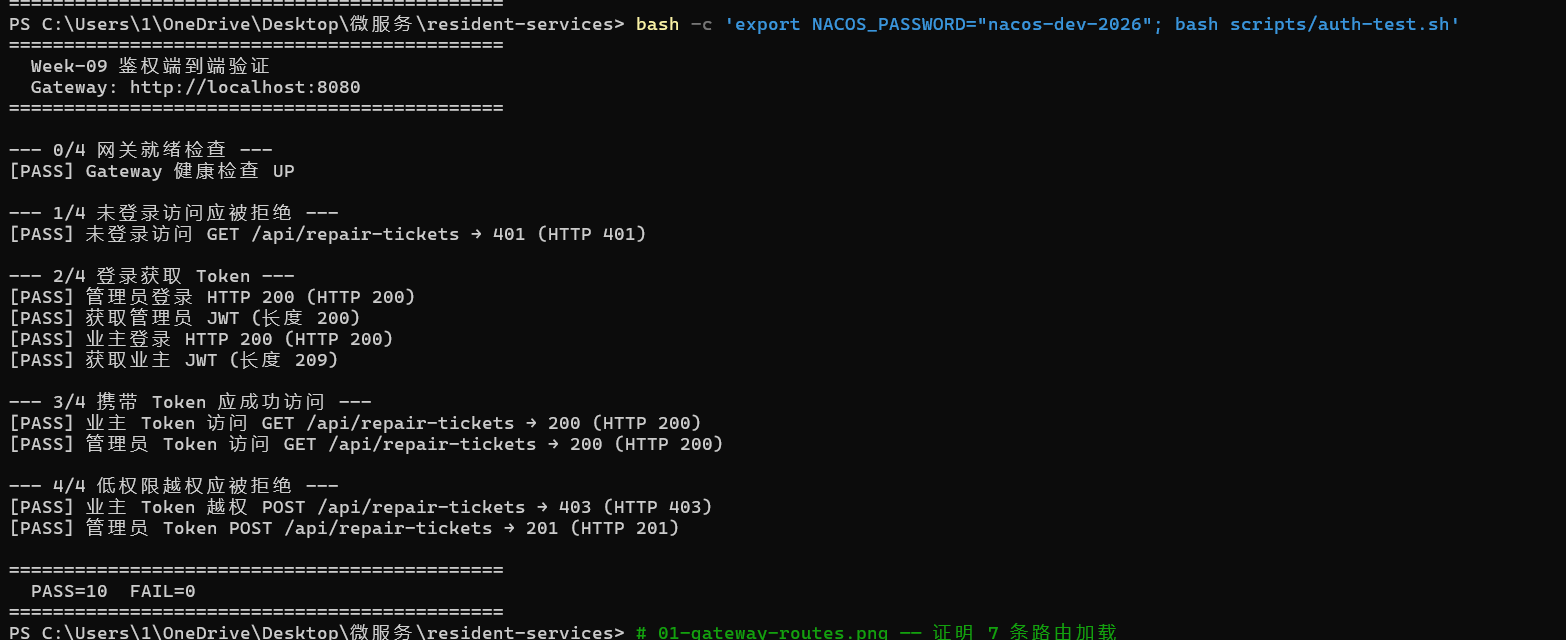 =============================================
PS C:\Users\1\OneDrive\Desktop\微服务\resident-services> bash -c 'export NACOS_PASSWORD="nacos-dev-2026"; bash scripts/auth-test.sh'
=============================================
  Week-09 鉴权端到端验证
  Gateway: http://localhost:8080
=============================================
--- 0/4 网关就绪检查 ---
[PASS] Gateway 健康检查 UP
--- 1/4 未登录访问应被拒绝 ---
[PASS] 未登录访问 GET /api/repair-tickets → 401 (HTTP 401)
--- 2/4 登录获取 Token ---
[PASS] 管理员登录 HTTP 200 (HTTP 200)
[PASS] 获取管理员 JWT (长度 200)
[PASS] 业主登录 HTTP 200 (HTTP 200)
[PASS] 获取业主 JWT (长度 209)
--- 3/4 携带 Token 应成功访问 ---
[PASS] 业主 Token 访问 GET /api/repair-tickets → 200 (HTTP 200)
[PASS] 管理员 Token 访问 GET /api/repair-tickets → 200 (HTTP 200)
--- 4/4 低权限越权应被拒绝 ---
[PASS] 业主 Token 越权 POST /api/repair-tickets → 403 (HTTP 403)
[PASS] 管理员 Token POST /api/repair-tickets → 201 (HTTP 201)
=============================================
  PASS=10  FAIL=0
=============================================
PS C:\Users\1\OneDrive\Desktop\微服务\resident-services> # 01-gateway-routes.png —— 证明 7 条路由加载